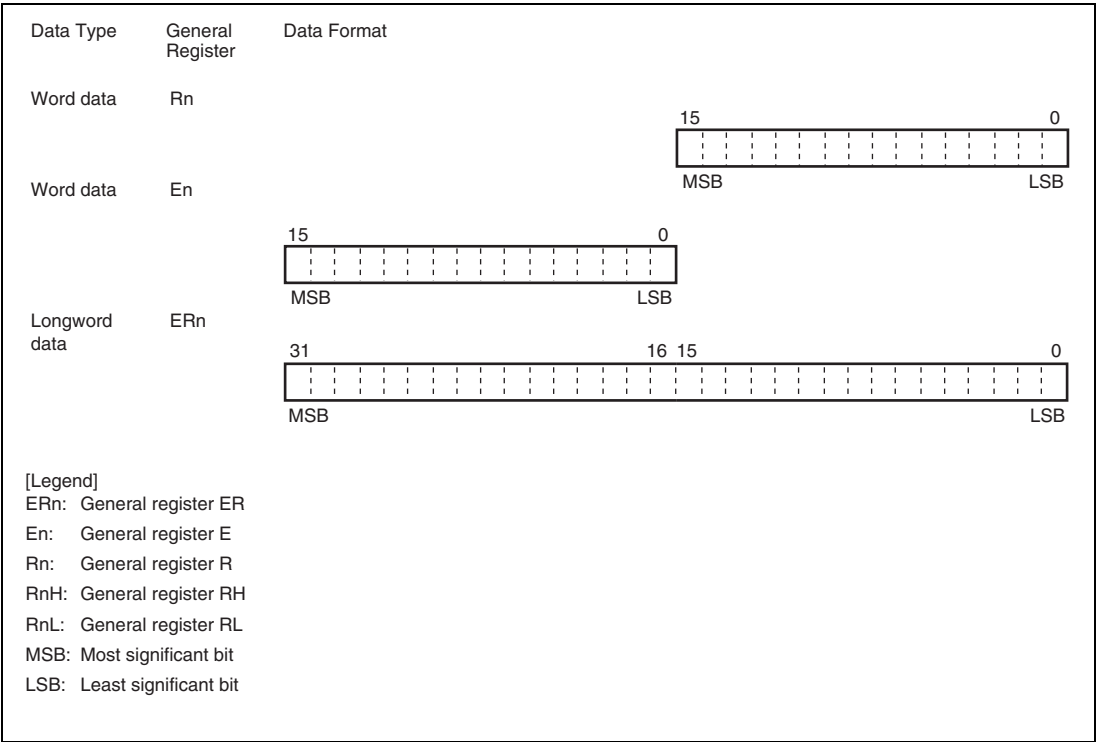 Data Type General Register Data Format
Word data Rn
15 0
MSB LSB
Word data En
15 0
MSB LSB
Longword data ERn
31 16 15 0
MSB LSB
[Legend]
ERn: General register ER
En: General register E
Rn: General register R
RnH: General register RH
RnL: General register RL
MSB: Most significant bit
LSB: Least significant bit